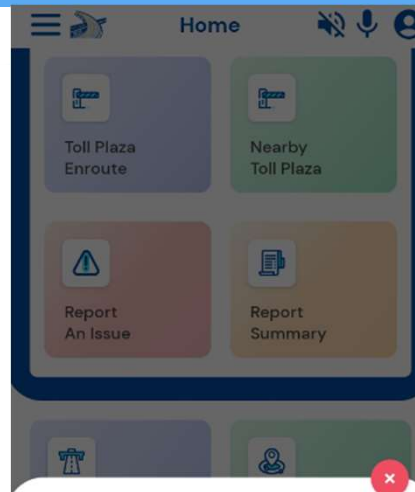 Home
Toll Plaza
Enroute
Nearby
Toll Plaza
Report
An Issue
Report
Summary